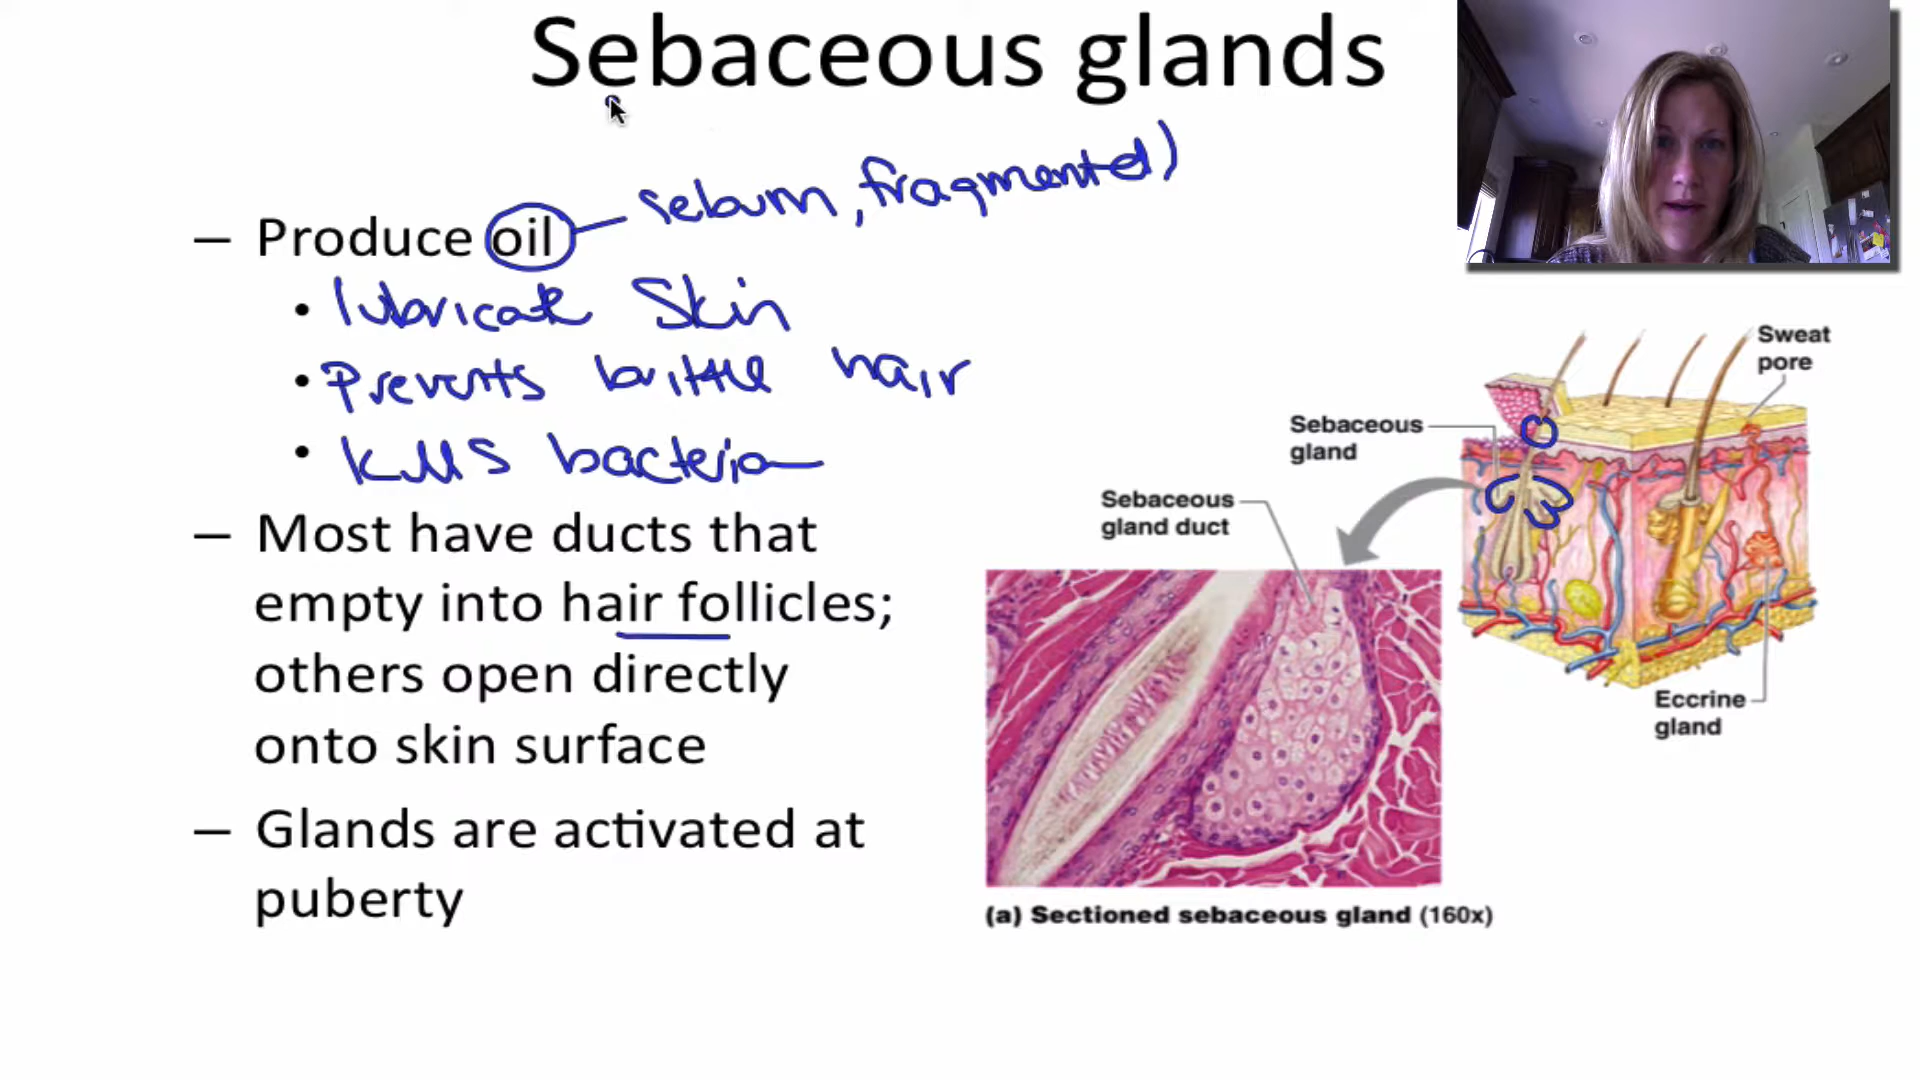 Sebaceous glands
– Produce oil – sebum, fragmented)
• lubricate Skin
• Prevents brittle hair
• kills bacteria
– Most have ducts that
empty into hair follicles;
others open directly
onto skin surface
– Glands are activated at
puberty
Sweat
pore
Sebaceous
gland
Sebaceous
gland duct
Eccrine
gland
(a) Sectioned sebaceous gland (160x)